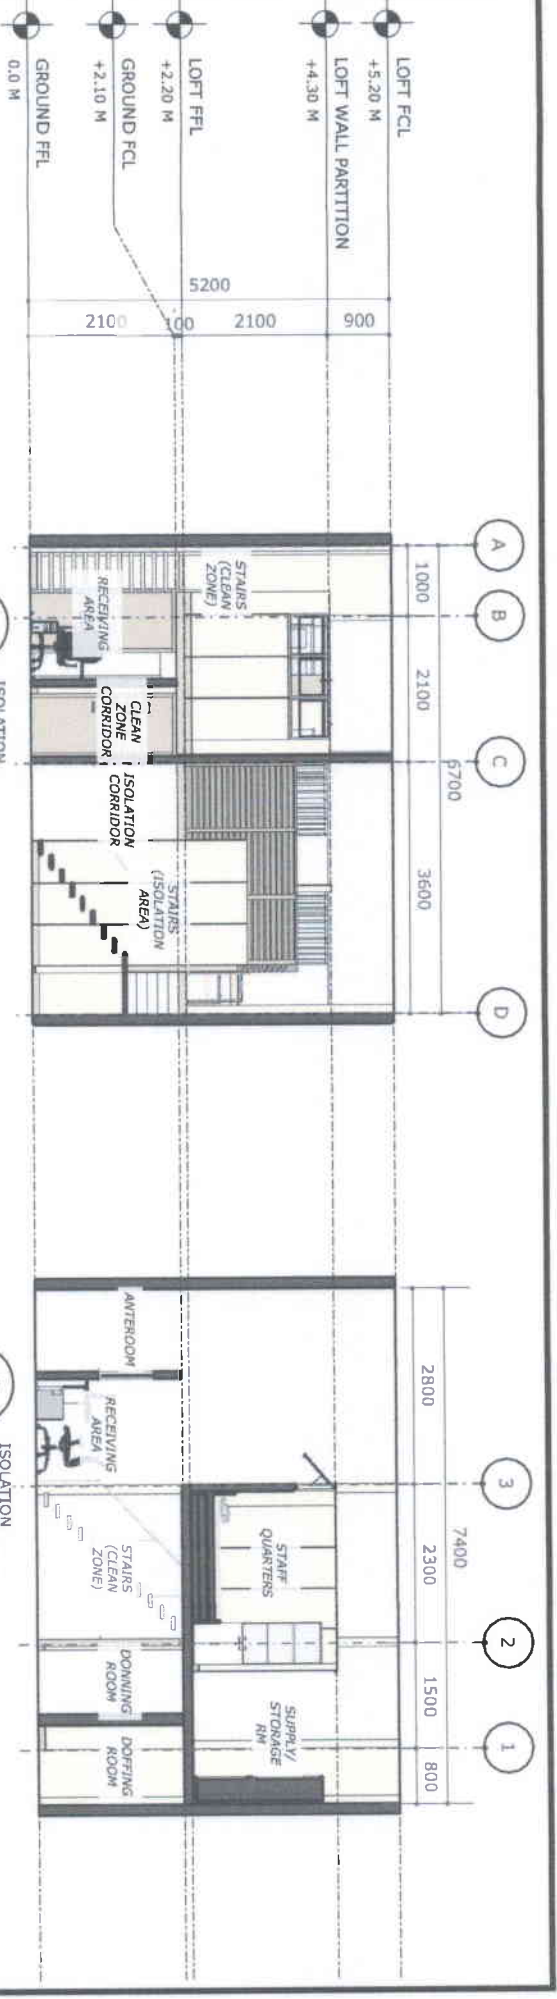 LOFT FCL
+5.20 M
LOFT WALL PARTITION
+4.30 M
LOFT FFL
+2.20 M
GROUND FCL
+2.10 M
GROUND FFL
0.0 M
900
2100
100
2100
5200
A
B
C
D
1000
2100
3600
6700
STAIRS
(CLEAN
ZONE)
RECEIVING
AREA
CLEAN
ZONE
CORRIDOR
ISOLATION
CORRIDOR
STAIRS
(ISOLATION
AREA)
ISOLATION
3
2
1
7400
2800
2300
1500
800
ANTEROOM
RECEIVING
AREA
STAIRS
(CLEAN
ZONE)
STAFF
QUARTERS
SUPPLY/
STORAGE
RM
DONNING
ROOM
DOFFING
ROOM
ISOLATION